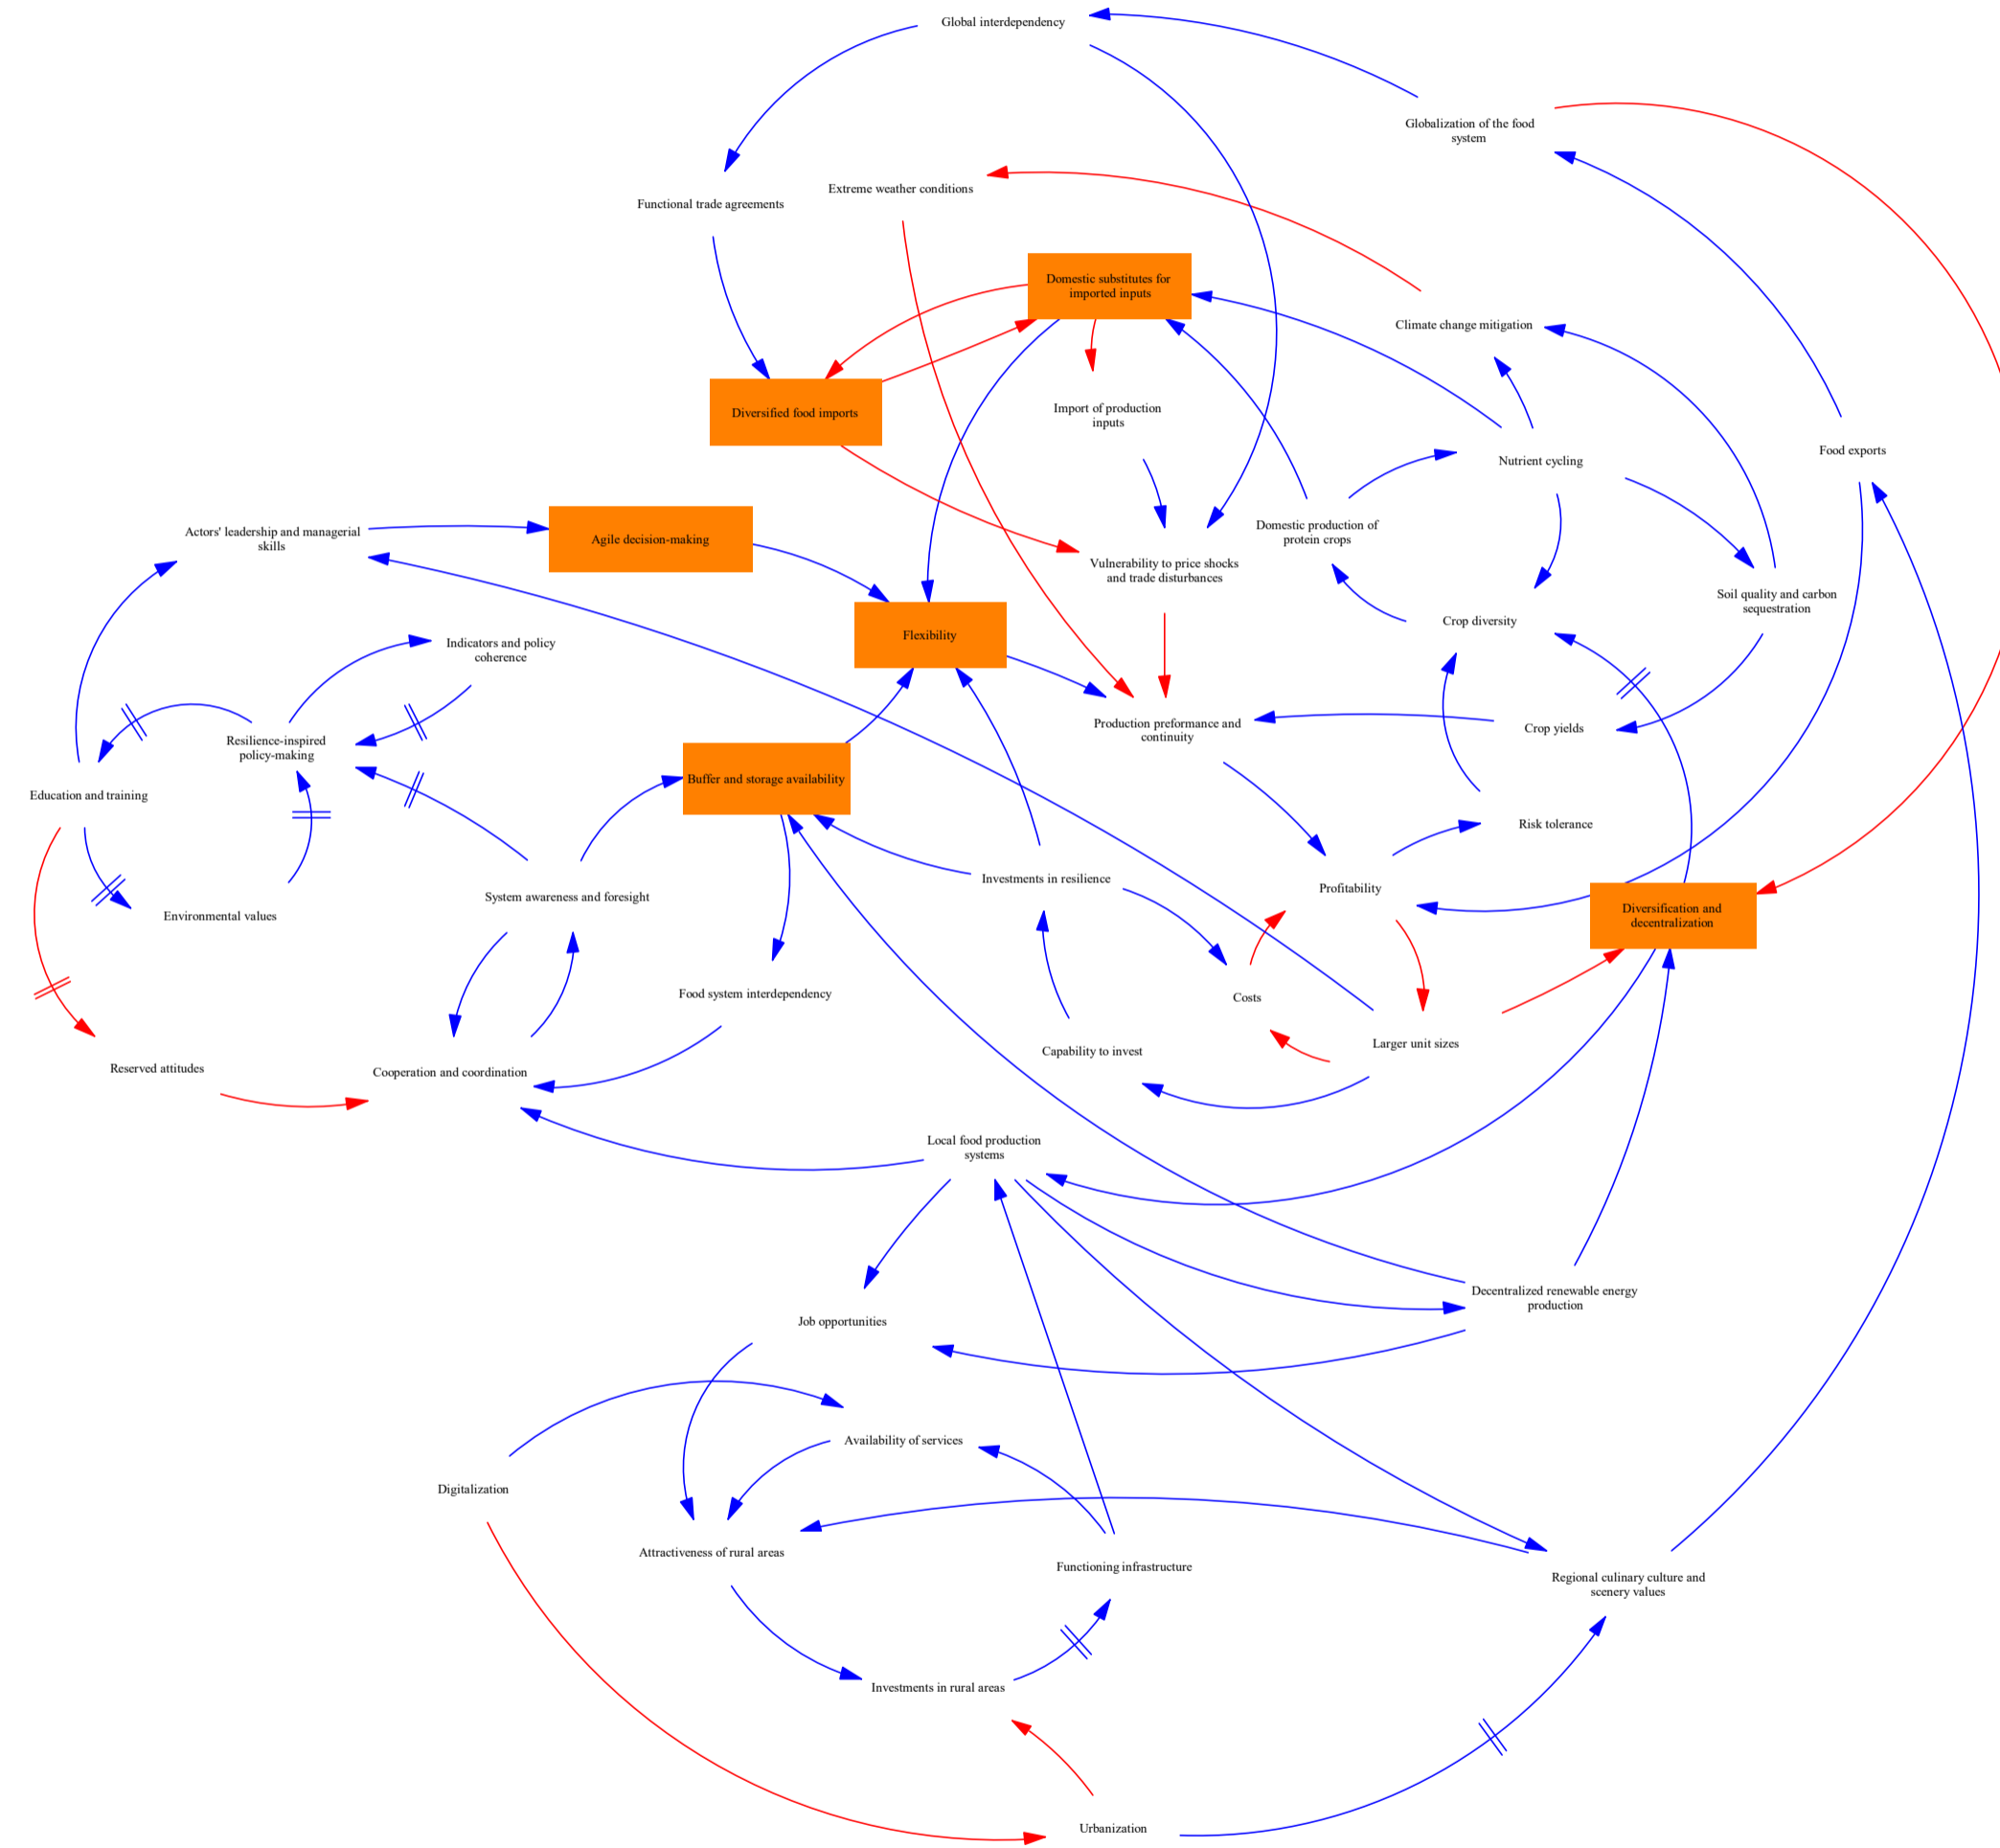 Global interdependency
Globalization of the food
system
Extreme weather conditions
Functional trade agreements
Domestic substitutes for
imported inputs
Climate change mitigation
Diversified food imports
Import of production
inputs
Food exports
Nutrient cycling
Actors' leadership and managerial
skills
Agile decision-making
Domestic production of
protein crops
Vulnerability to price shocks
and trade disturbances
Soil quality and carbon
sequestration
Crop diversity
Flexibility
Indicators and policy
coherence
Production preformance and
continuity
Crop yields
Resilience-inspired
policy-making
Buffer and storage availability
Education and training
Risk tolerance
Investments in resilience
Profitability
System awareness and foresight
Environmental values
Diversification and
decentralization
Food system interdependency
Costs
Larger unit sizes
Capability to invest
Reserved attitudes
Cooperation and coordination
Local food production
systems
Decentralized renewable energy
production
Job opportunities
Availability of services
Digitalization
Attractiveness of rural areas
Functioning infrastructure
Regional culinary culture and
scenery values
Investments in rural areas
Urbanization